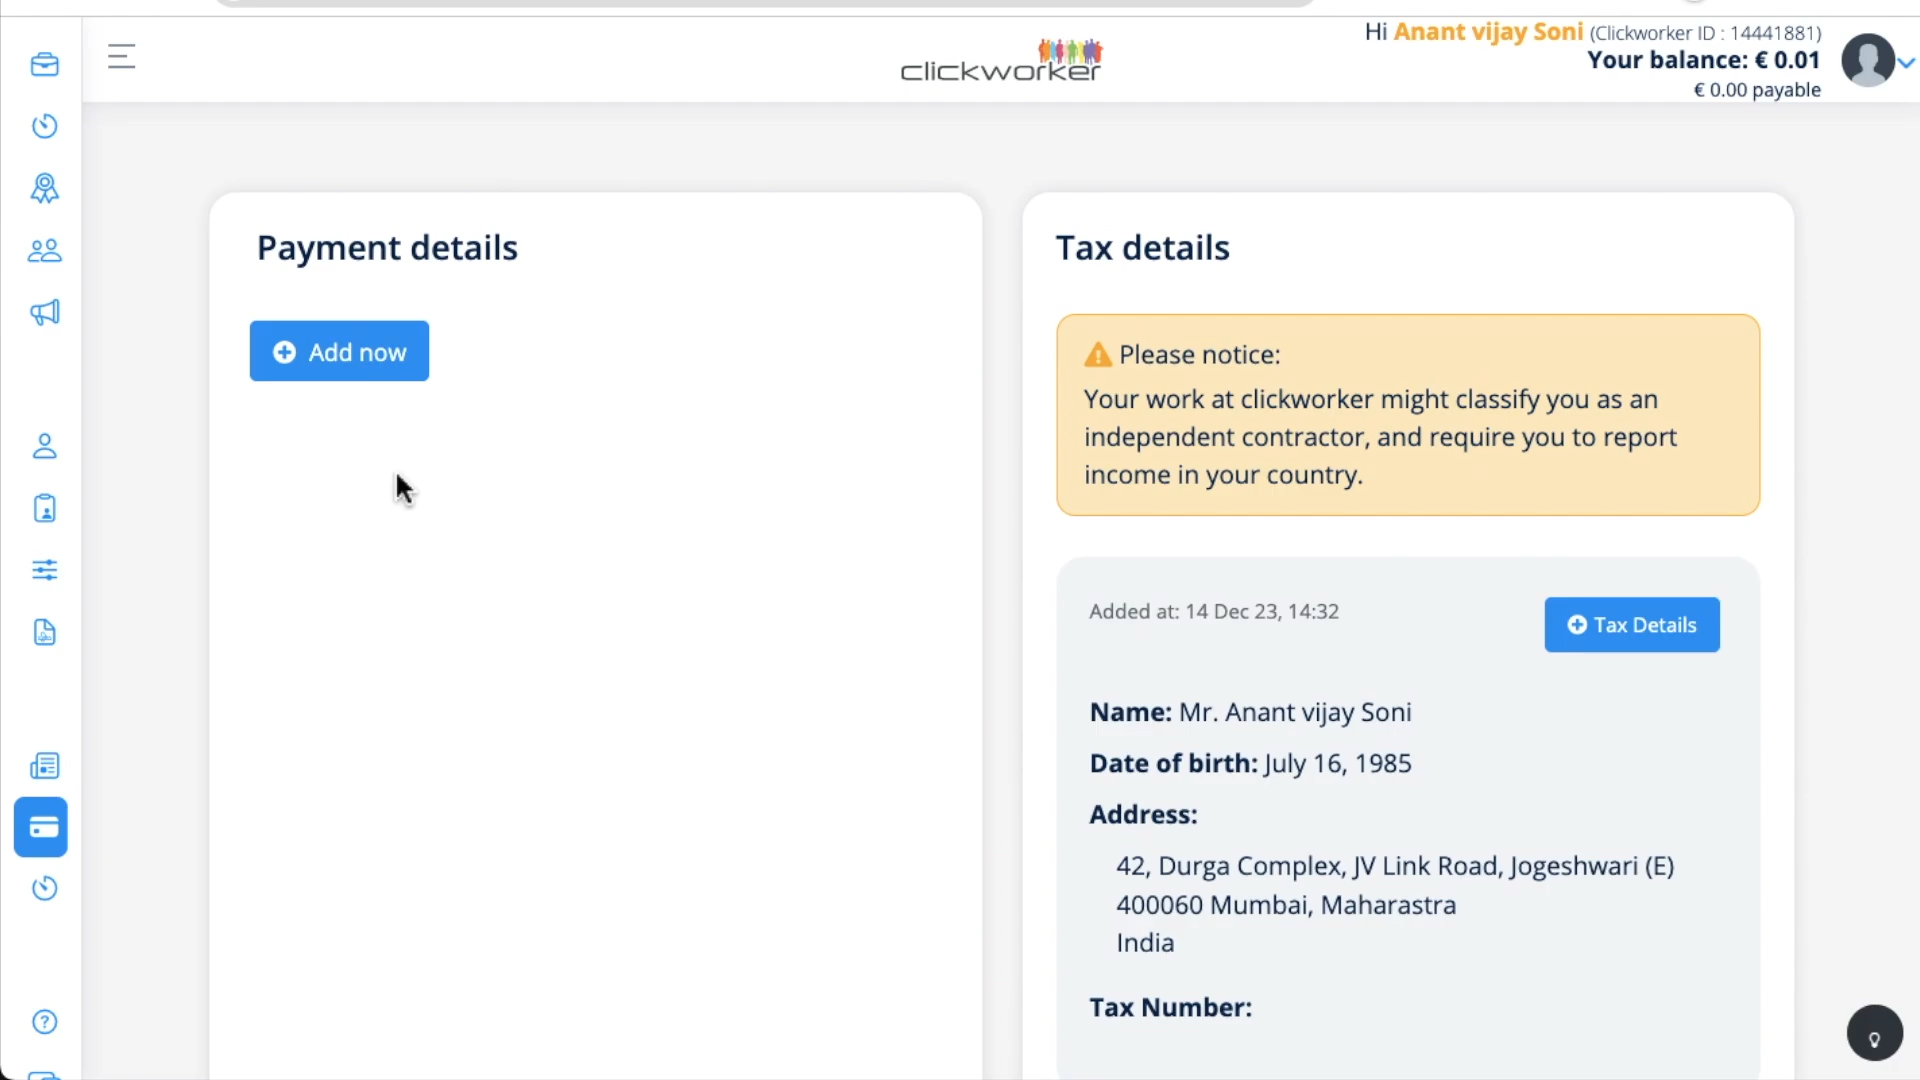 Hi Anant vijay Soni (Clickworker ID : 14441881)
clickworker
Your balance: € 0.01
€ 0.00 payable
Payment details
Add now
Tax details
Please notice:
Your work at clickworker might classify you as an
independent contractor, and require you to report
income in your country.
Added at: 14 Dec 23, 14:32
Tax Details
Name: Mr. Anant vijay Soni
Date of birth: July 16, 1985
Address:
42, Durga Complex, JV Link Road, Jogeshwari (E)
400060 Mumbai, Maharastra
India
Tax Number: